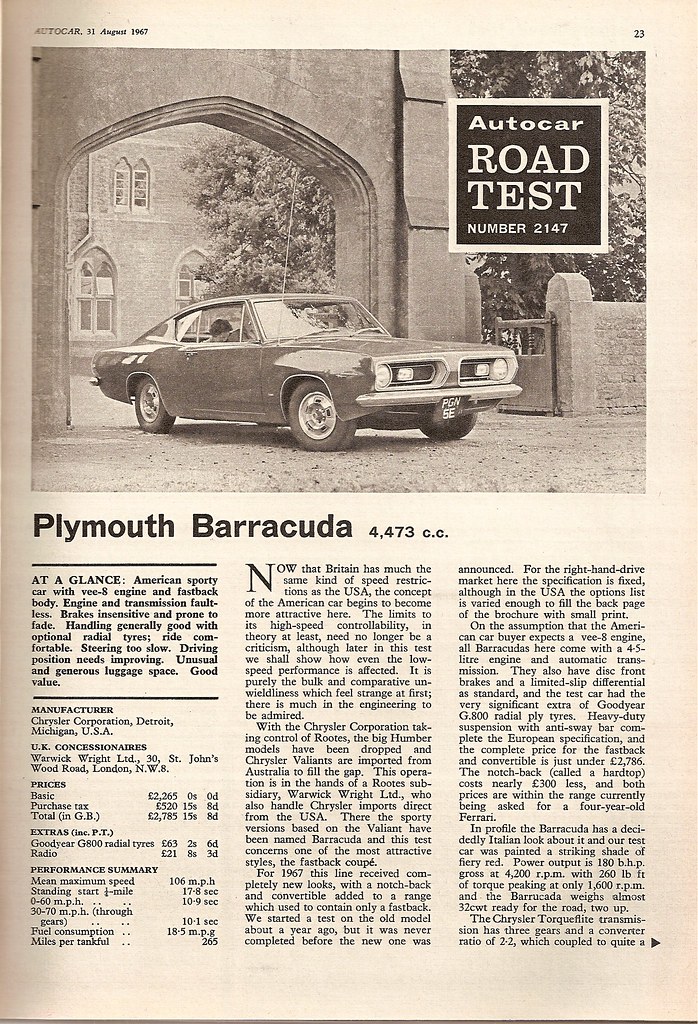 AUTOCAR, 31 August 1967
23
Autocar
ROAD
TEST
NUMBER 2147
PGN
5E
Plymouth Barracuda 4,473 c.c.
AT A GLANCE: American sporty
car with vee-8 engine and fastback
body. Engine and transmission fault-
less. Brakes insensitive and prone to
fade. Handling generally good with
optional radial tyres; ride com-
fortable. Steering too slow. Driving
position needs improving. Unusual
and generous luggage space. Good
value.
MANUFACTURER
Chrysler Corporation, Detroit,
Michigan, U.S.A.
U.K. CONCESSIONAIRES
Warwick Wright Ltd., 30, St. John's
Wood Road, London, N.W.8.
PRICES
Basic £2,265 0s 0d
Purchase tax £520 15s 8d
Total (in G.B.) £2,785 15s 8d
EXTRAS (inc. P.T.)
Goodyear G800 radial tyres £63 2s 6d
Radio £21 8s 3d
PERFORMANCE SUMMARY
Mean maximum speed 106 m.p.h
Standing start ¼-mile 17·8 sec
0-60 m.p.h. .. .. 10·9 sec
30-70 m.p.h. (through
gears) .. .. 10·1 sec
Fuel consumption .. 18·5 m.p.g
Miles per tankful .. 265
NOW that Britain has much the
same kind of speed restric-
tions as the USA, the concept
of the American car begins to become
more attractive here. The limits to
its high-speed controllability, in
theory at least, need no longer be a
criticism, although later in this test
we shall show how even the low-
speed performance is affected. It is
purely the bulk and comparative un-
wieldliness which feel strange at first;
there is much in the engineering to
be admired.
With the Chrysler Corporation tak-
ing control of Rootes, the big Humber
models have been dropped and
Chrysler Valiants are imported from
Australia to fill the gap. This opera-
tion is in the hands of a Rootes sub-
sidiary, Warwick Wright Ltd., who
also handle Chrysler imports direct
from the USA. There the sporty
versions based on the Valiant have
been named Barracuda and this test
concerns one of the most attractive
styles, the fastback coupé.
For 1967 this line received com-
pletely new looks, with a notch-back
and convertible added to a range
which used to contain only a fastback.
We started a test on the old model
about a year ago, but it was never
completed before the new one was
announced. For the right-hand-drive
market here the specification is fixed,
although in the USA the options list
is varied enough to fill the back page
of the brochure with small print.
On the assumption that the Ameri-
can car buyer expects a vee-8 engine,
all Barracudas here come with a 4·5-
litre engine and automatic trans-
mission. They also have disc front
brakes and a limited-slip differential
as standard, and the test car had the
very significant extra of Goodyear
G.800 radial ply tyres. Heavy-duty
suspension with anti-sway bar com-
plete the European specification, and
the complete price for the fastback
and convertible is just under £2,786.
The notch-back (called a hardtop)
costs nearly £300 less, and both
prices are within the range currently
being asked for a four-year-old
Ferrari.
In profile the Barracuda has a deci-
dedly Italian look about it and our test
car was painted a striking shade of
fiery red. Power output is 180 b.h.p.
gross at 4,200 r.p.m. with 260 lb ft
of torque peaking at only 1,600 r.p.m.
and the Barrucada weighs almost
32cwt ready for the road, two up.
The Chrysler Torqueflite transmis-
sion has three gears and a converter
ratio of 2·2, which coupled to quite a ▶